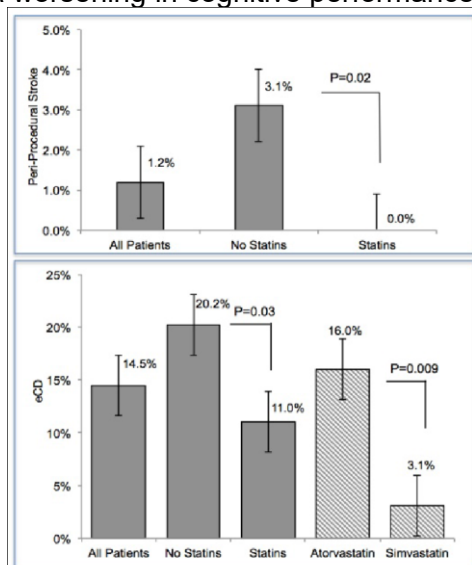 worsening in cognitive performance
5.0%
4.0%
3.0%
2.0%
1.0%
0.0%
Peri-Procedural Stroke
1.2%
3.1%
P=0.02
0.0%
All Patients No Statins Statins
25%
20%
15%
10%
5%
0%
eCD
14.5%
20.2%
P=0.03
11.0%
16.0%
P=0.009
3.1%
All Patients No Statins Statins Atorvastatin Simvastatin